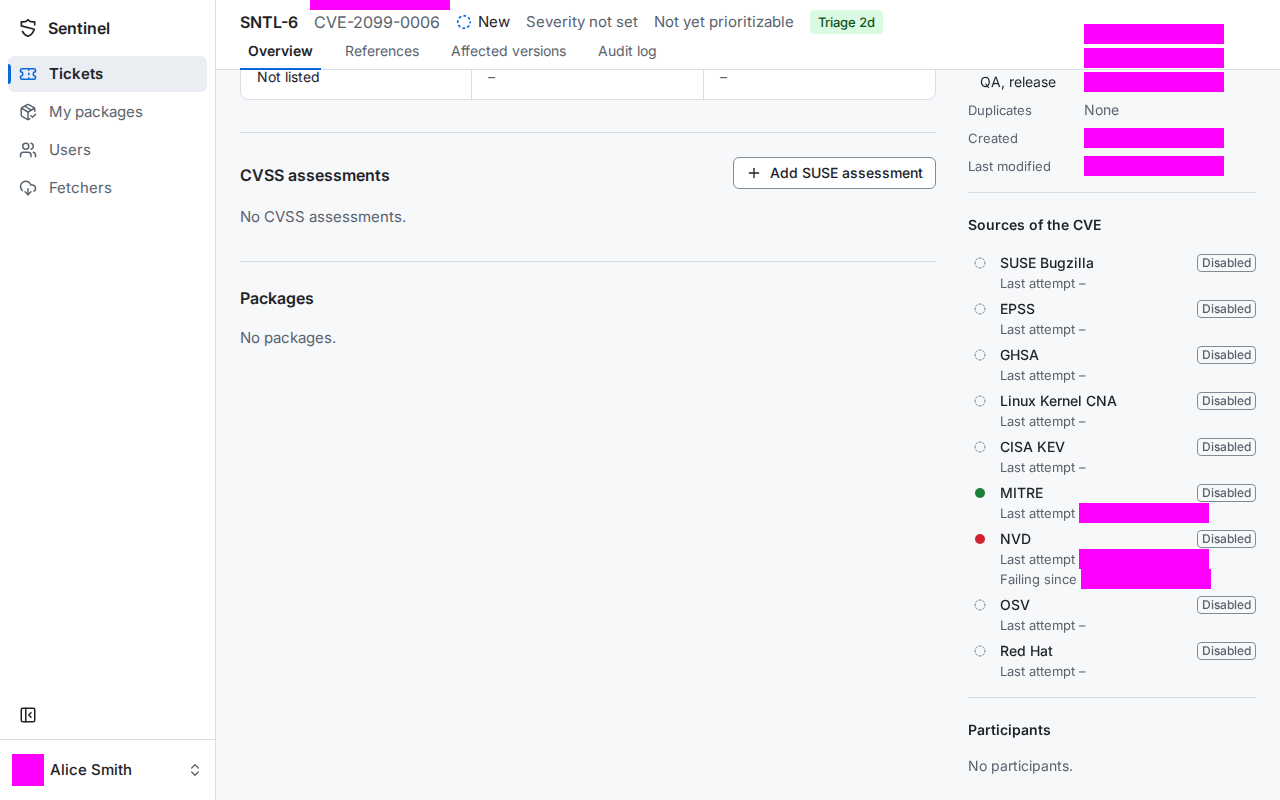 Sentinel
Tickets
My packages
Users
Fetchers
Alice Smith
SNTL-6 CVE-2099-0006 New Severity not set Not yet prioritizable Triage 2d
Overview References Affected versions Audit log
Not listed – –
CVSS assessments
Add SUSE assessment
No CVSS assessments.
Packages
No packages.
QA, release
Duplicates None
Created
Last modified
Sources of the CVE
SUSE Bugzilla Disabled
Last attempt –
EPSS Disabled
Last attempt –
GHSA Disabled
Last attempt –
Linux Kernel CNA Disabled
Last attempt –
CISA KEV Disabled
Last attempt –
MITRE Disabled
Last attempt
NVD Disabled
Last attempt
Failing since
OSV Disabled
Last attempt –
Red Hat Disabled
Last attempt –
Participants
No participants.